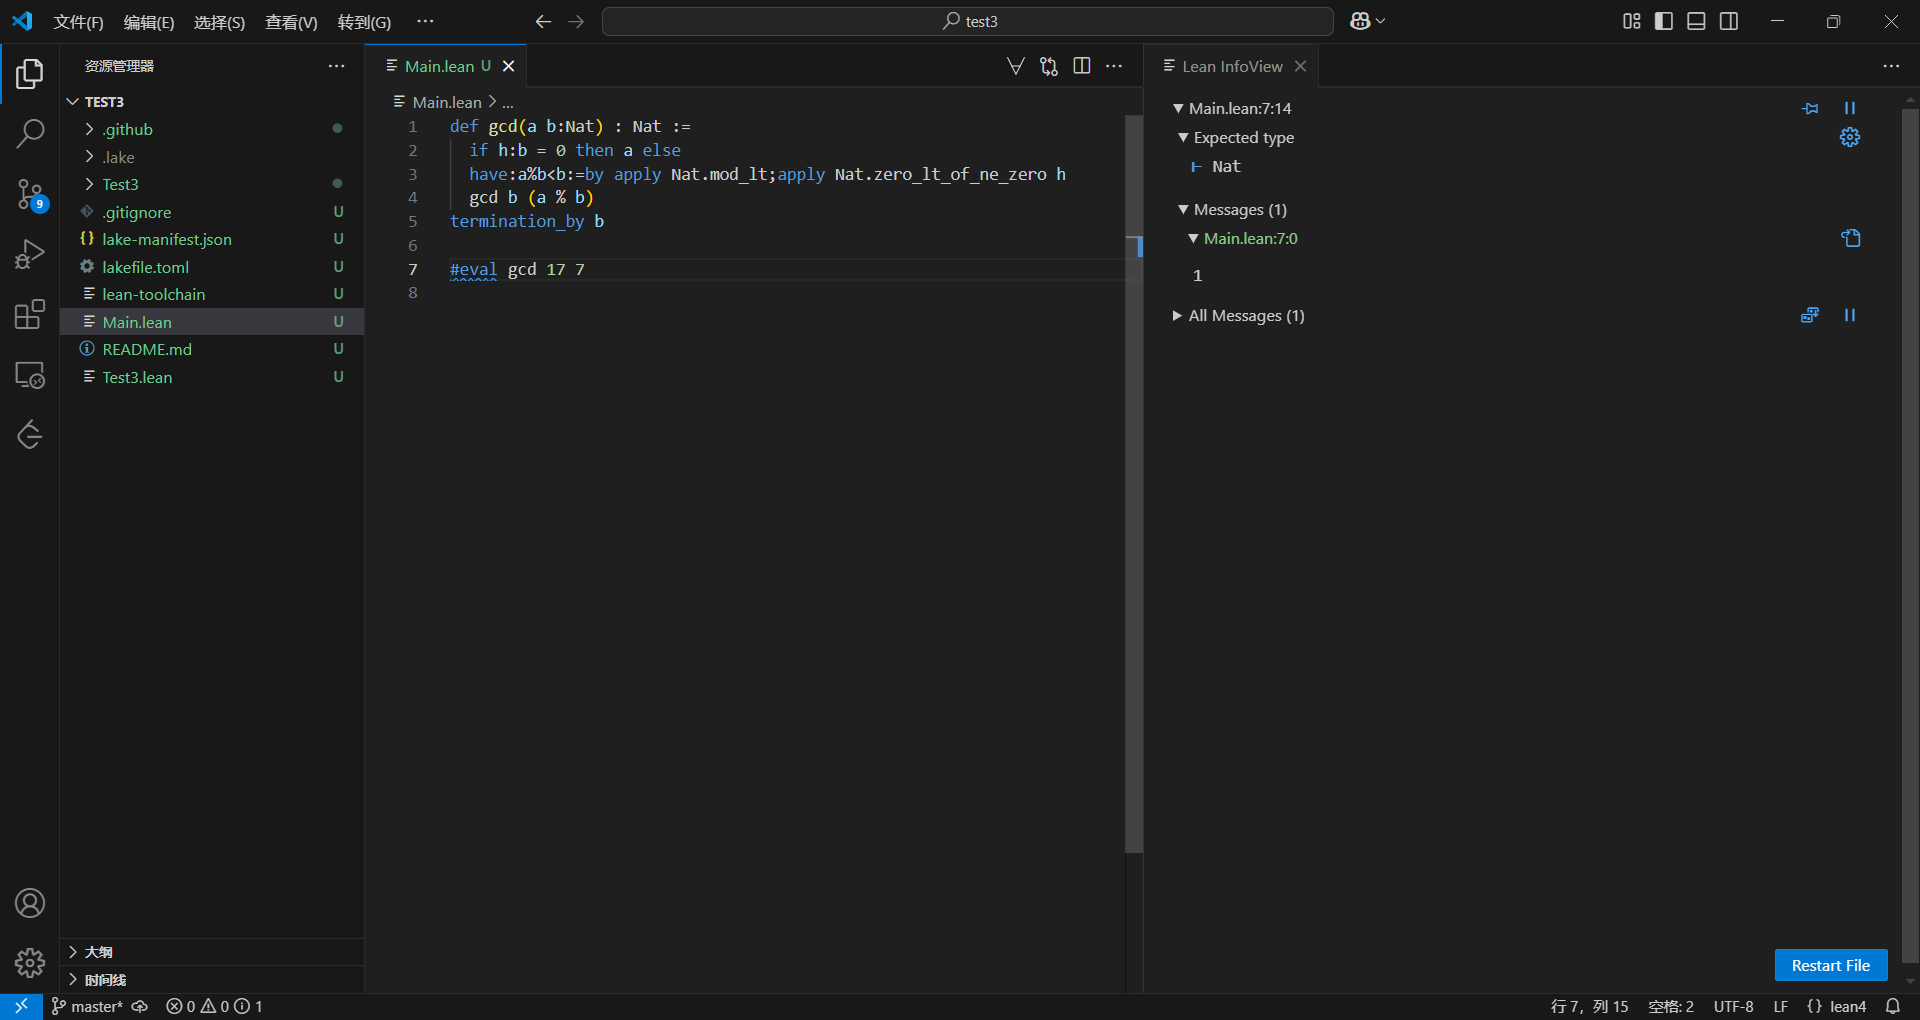 文件(F) 编辑(E) 选择(S) 查看(V) 转到(G) ··· test3
资源管理器 ···
TEST3
.github
.lake
Test3
.gitignore U
{} lake-manifest.json U
lakefile.toml U
lean-toolchain U
Main.lean U
README.md U
Test3.lean U
大纲
时间线
Main.lean U
Main.lean > ...
1 def gcd(a b:Nat) : Nat :=
2 if h:b = 0 then a else
3 have:a%b<b:=by apply Nat.mod_lt;apply Nat.zero_lt_of_ne_zero h
4 gcd b (a % b)
5 termination_by b
6
7 #eval gcd 17 7
8
Lean InfoView
Main.lean:7:14
Expected type
⊢ Nat
Messages (1)
Main.lean:7:0
1
All Messages (1)
Restart File
9
master* 0 0 1 行 7，列 15 空格: 2 UTF-8 LF {} lean4